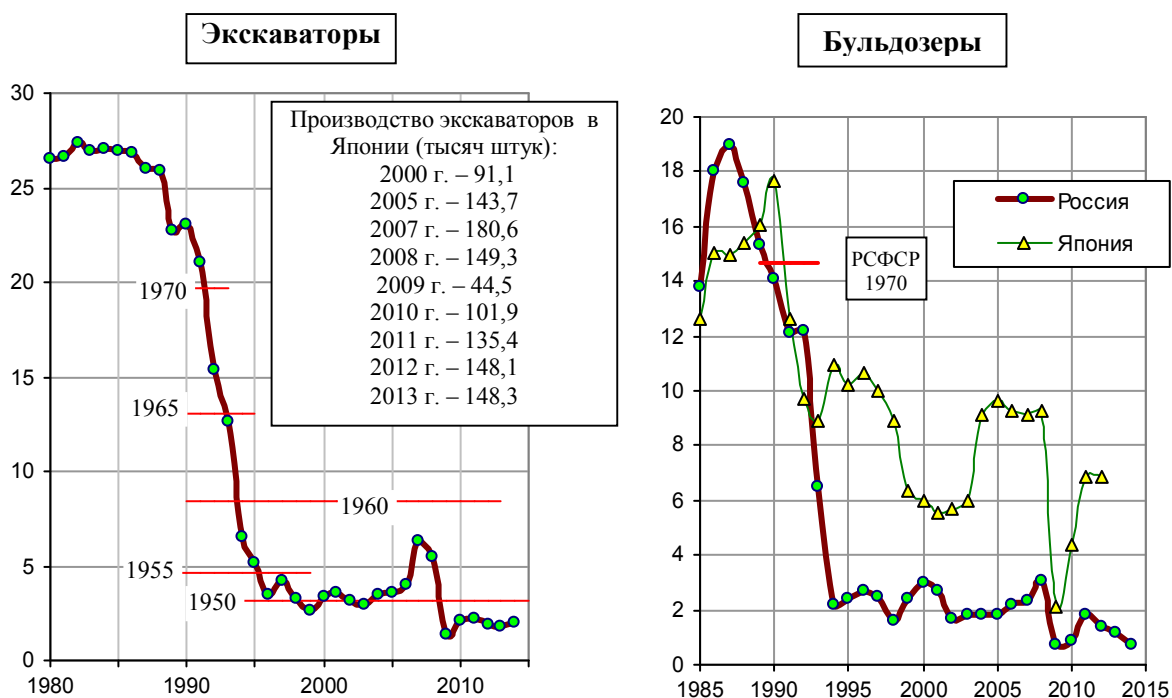 Экскаваторы
30
25
20
15
10
5
0
1980
1990
2000
2010
1970
1965
1960
1955
1950
Производство экскаваторов в
Японии (тысяч штук):
2000 г. – 91,1
2005 г. – 143,7
2007 г. – 180,6
2008 г. – 149,3
2009 г. – 44,5
2010 г. – 101,9
2011 г. – 135,4
2012 г. – 148,1
2013 г. – 148,3
Бульдозеры
20
18
16
14
12
10
8
6
4
2
0
1985
1990
1995
2000
2005
2010
2015
Россия
Япония
РСФСР
1970